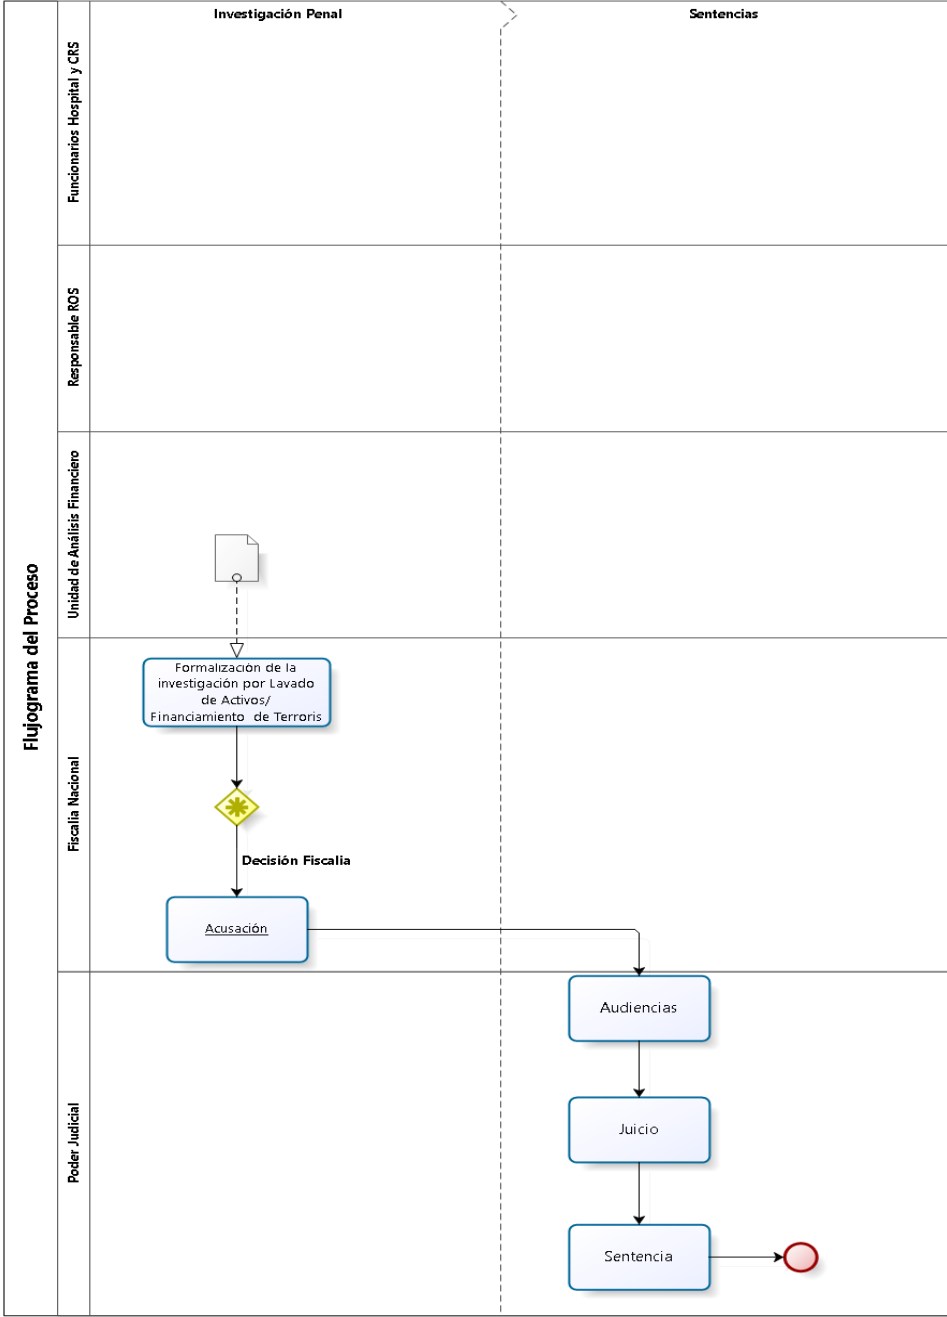 Investigación Penal
Sentencias
Flujograma del Proceso
Funcionarios Hospital y CRS
Responsable ROS
Unidad de Análisis Financiero
Fiscalia Nacional
Formalización de la
investigación por Lavado
de Activos/
Financiamiento de Terroris
Decisión Fiscalia
Acusación
Poder Judicial
Audiencias
Juicio
Sentencia